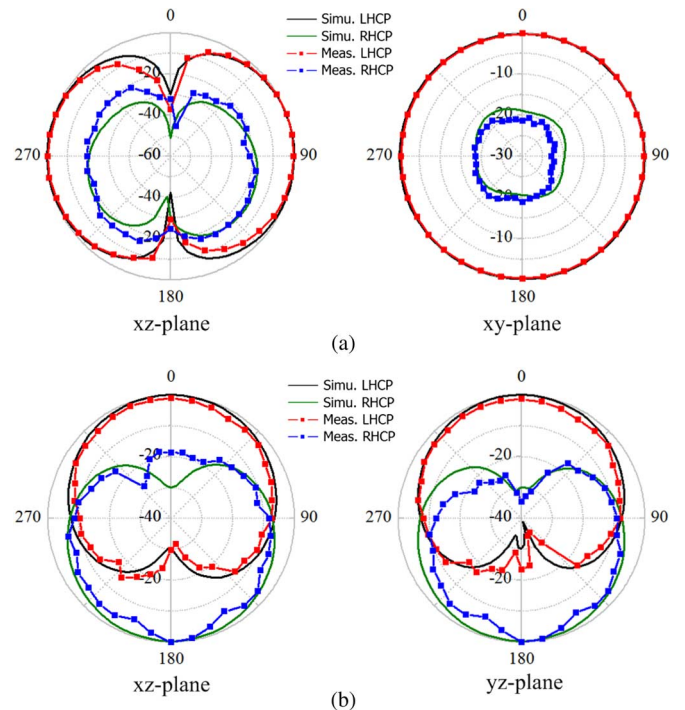 0
Simu. LHCP
Simu. RHCP
Meas. LHCP
Meas. RHCP
0
-20
-40
-60
-40
-20
270
90
180
xz-plane
-10
-20
-30
-20
-10
270
90
180
xy-plane
(a)
0
Simu. LHCP
Simu. RHCP
Meas. LHCP
Meas. RHCP
0
-20
-40
-20
270
90
180
xz-plane
-20
-40
-20
270
90
180
yz-plane
(b)